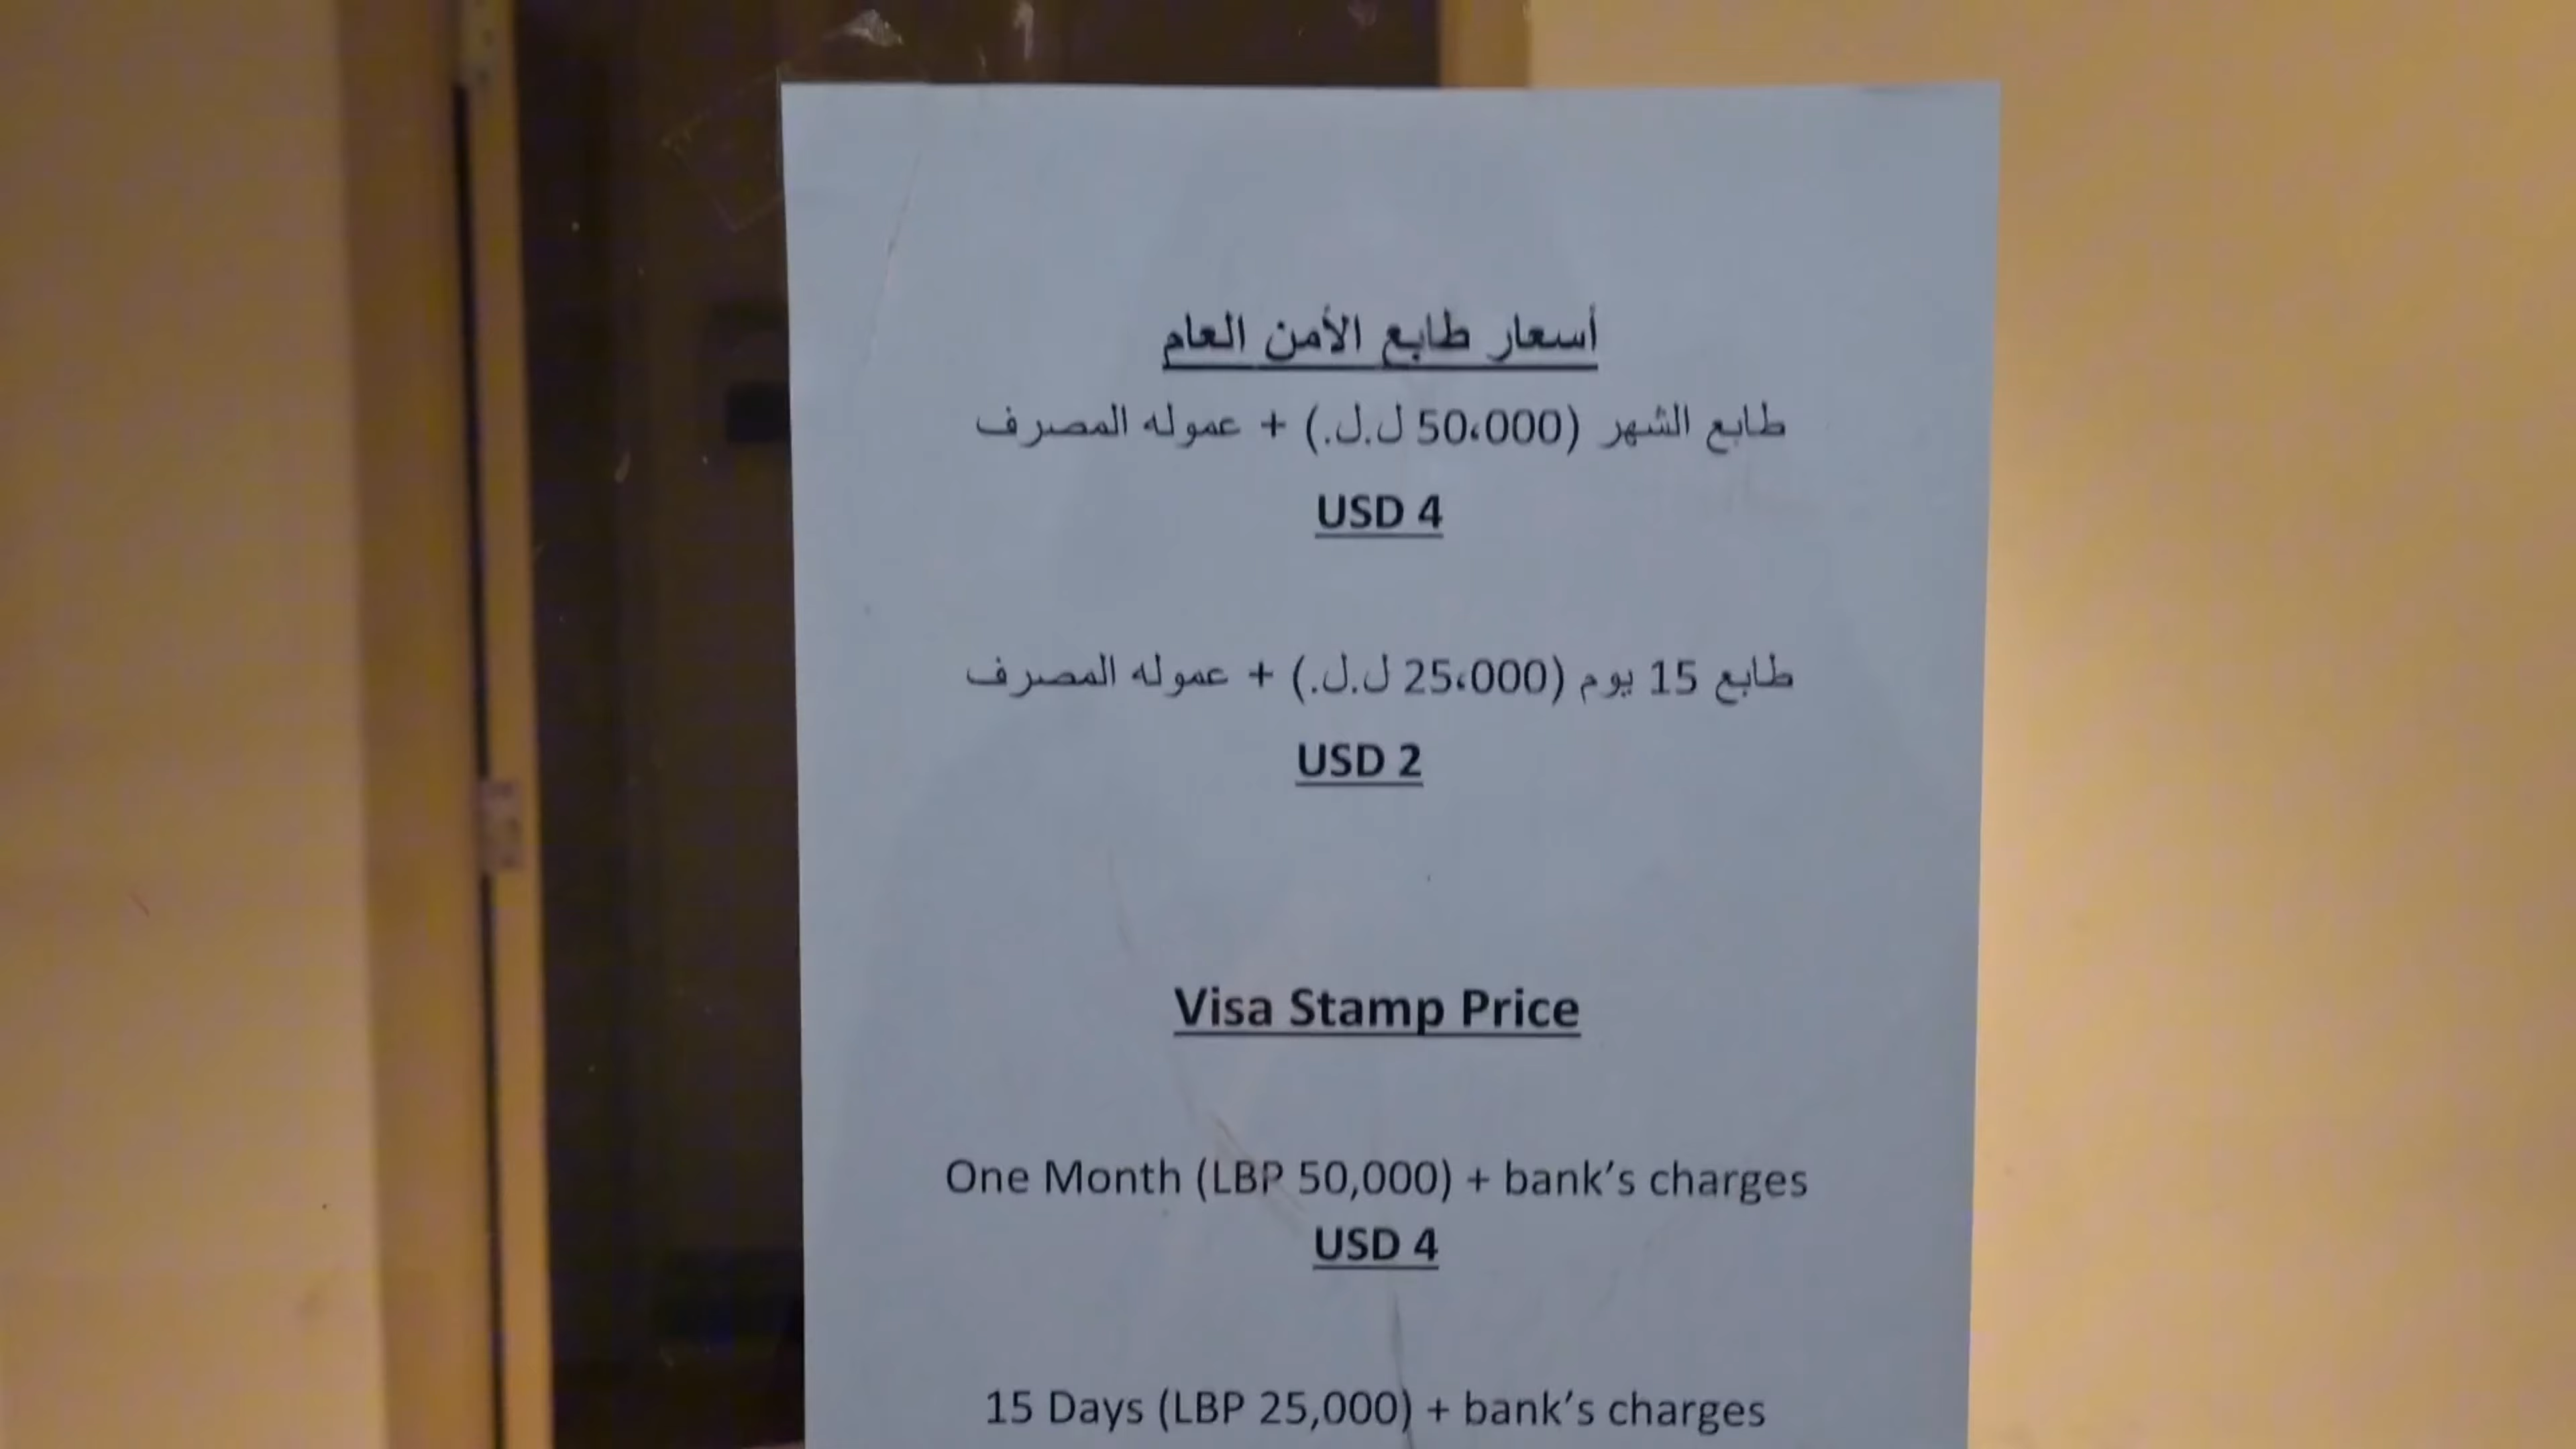 أسعار طابع الأمن العام
طابع الشهر (50،000 ل.ل.) + عموله المصرف
USD 4
طابع 15 يوم (25،000 ل.ل.) + عموله المصرف
USD 2
Visa Stamp Price
One Month (LBP 50,000) + bank's charges
USD 4
15 Days (LBP 25,000) + bank's charges